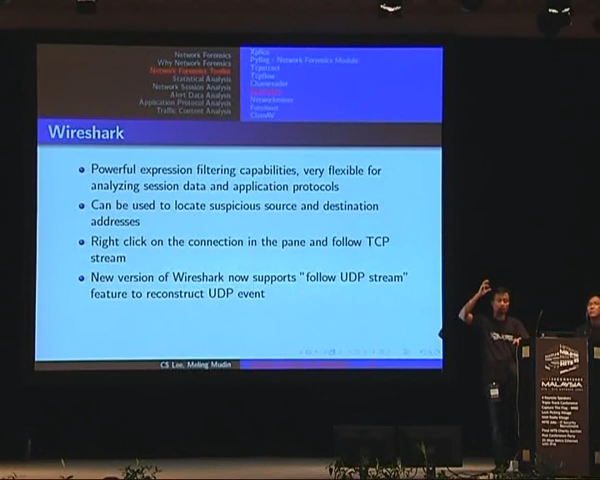 Network Forensics
Why Network Forensics
Network Forensics Toolkit
Statistical Analysis
Network Session Analysis
Alert Data Analysis
Application Protocol Analysis
Traffic Content Analysis
Xplico
Pyflag - Network Forensics Module
Tcpxtract
Tcpflow
Chaosreader
Wireshark
Networkminer
Foremost
ClamAV
Wireshark
Powerful expression filtering capabilities, very flexible for
analyzing session data and application protocols
Can be used to locate suspicious source and destination
addresses
Right click on the connection in the pane and follow TCP
stream
New version of Wireshark now supports "follow UDP stream"
feature to reconstruct UDP event
CS Lee, Meling Mudin
MALAYSIA